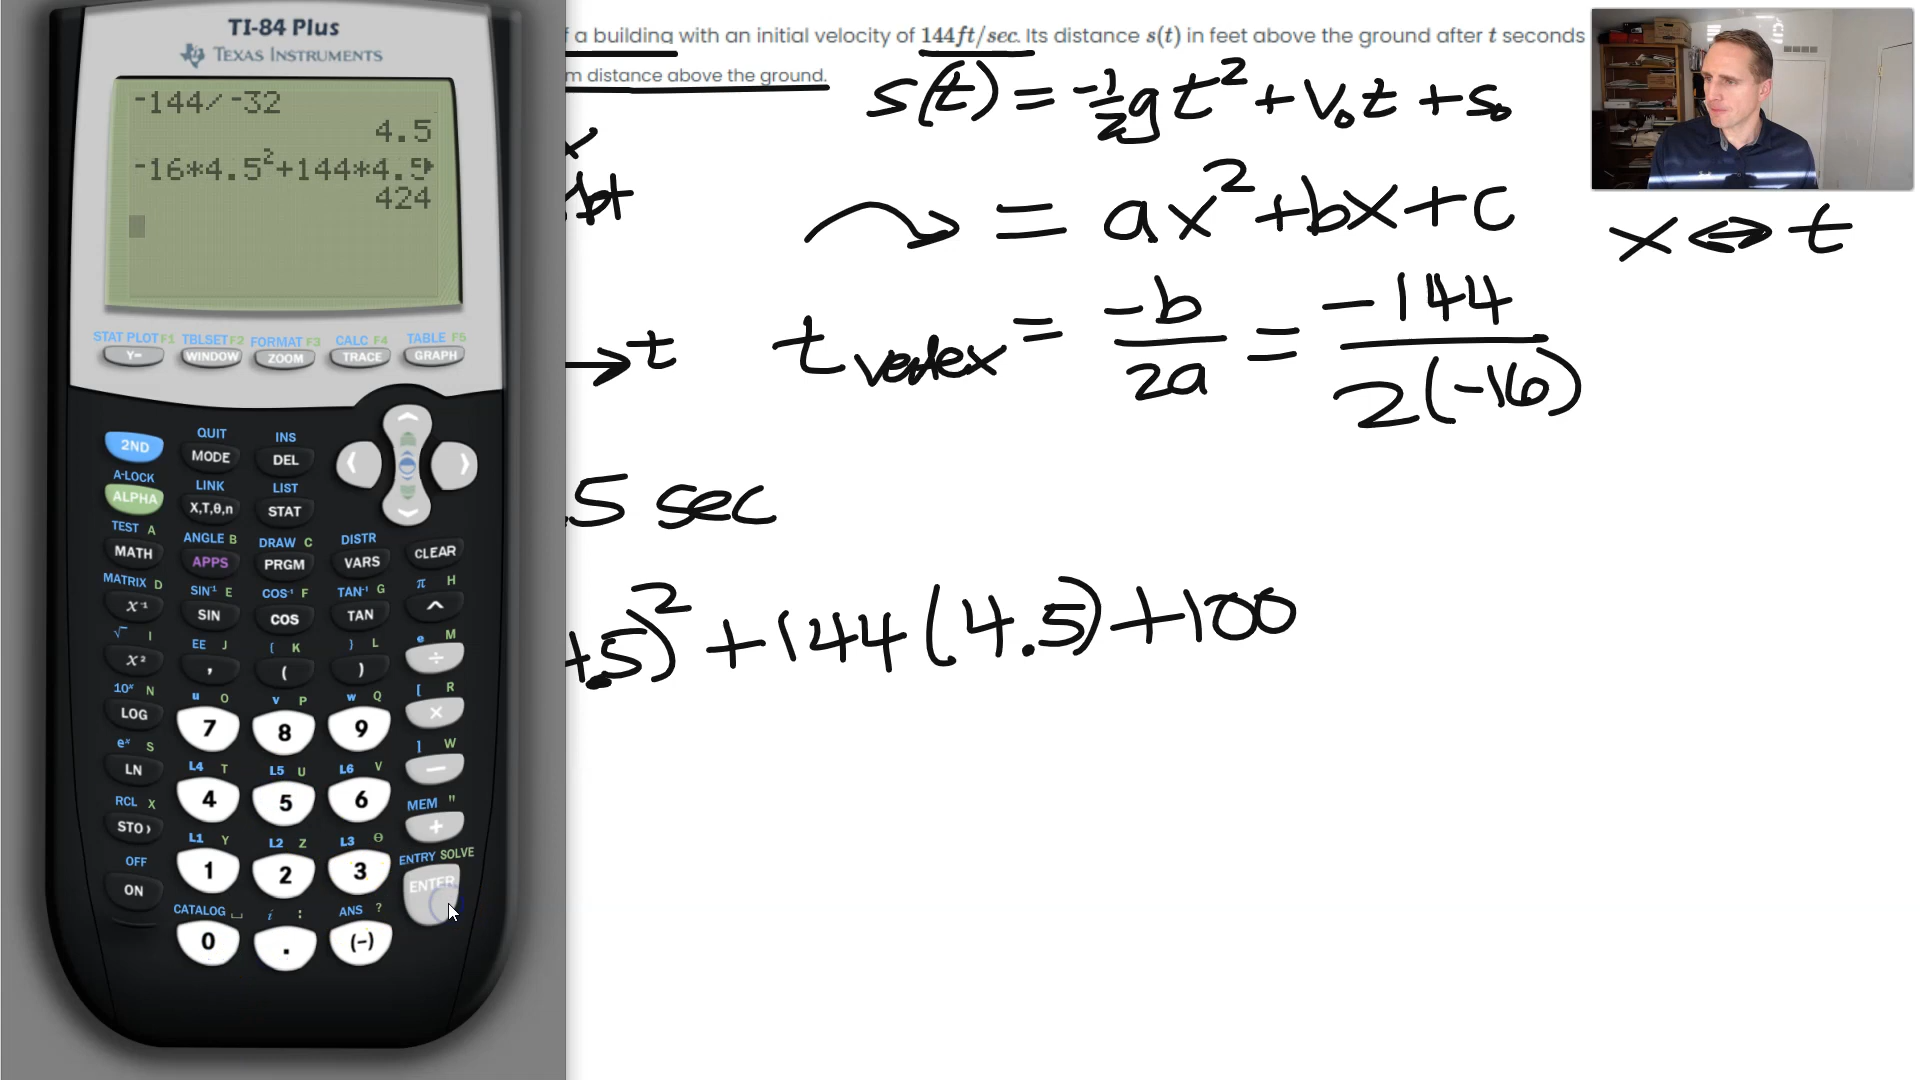 TI-84 Plus
TEXAS INSTRUMENTS
-144/-32
4.5
-16*4.5²+144*4.5
424
STAT PLOT F1 TBLSET F2 FORMAT F3 CALC F4 TABLE F5
Y= WINDOW ZOOM TRACE GRAPH
QUIT INS
2ND MODE DEL
A-LOCK LINK LIST
ALPHA X,T,θ,n STAT
TEST A ANGLE B DRAW C DISTR
MATH APPS PRGM VARS CLEAR
MATRIX D SIN⁻¹ E COS⁻¹ F TAN⁻¹ G π H
x⁻¹ SIN COS TAN ^
√ I EE J { K } L e M
x² , ( ) ÷
10ˣ N u O v P w Q [ R
LOG 7 8 9 ×
eˣ S L4 T L5 U L6 V ] W
LN 4 5 6 −
RCL X L1 Y L2 Z L3 θ MEM "
STO› 1 2 3 +
OFF CATALOG i : ANS ? ENTRY SOLVE
ON 0 . (-) ENTER
f a building with an initial velocity of 144ft/sec. Its distance s(t) in feet above the ground after t seconds
m distance above the ground.
s(t) = -1/2 g t² + v₀t + s₀
bt
= ax² + bx + c
x ↔ t
t
t vertex = -b/2a = -144/2(-16)
.5 sec
4.5)² + 144(4.5) + 100